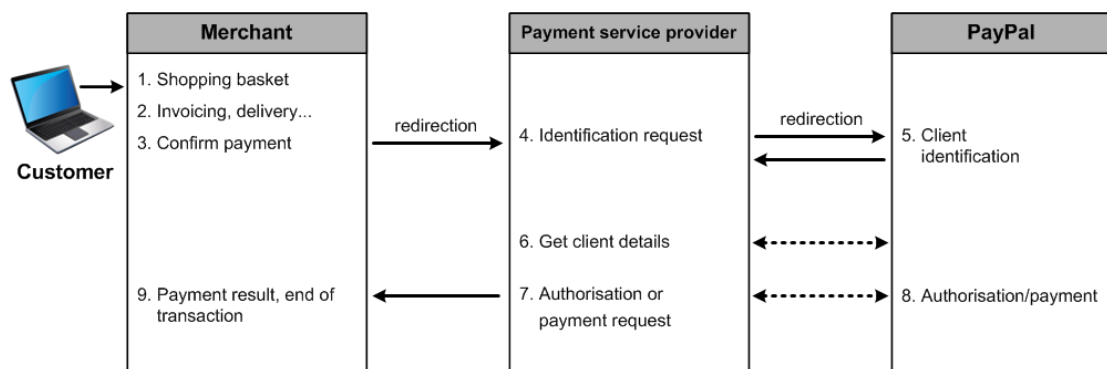 Merchant
Payment service provider
PayPal
Customer
1. Shopping basket
2. Invoicing, delivery...
3. Confirm payment
redirection
4. Identification request
redirection
5. Client
identification
6. Get client details
7. Authorisation or
payment request
8. Authorisation/payment
9. Payment result, end of
transaction